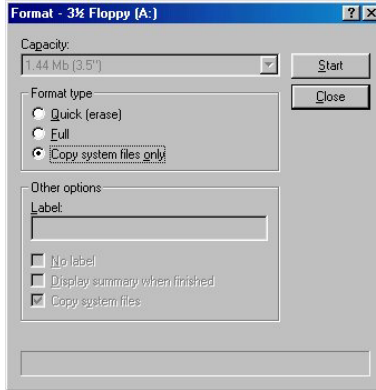 Format - 3½ Floppy (A:)
Capacity:
1.44 Mb (3.5")
Start
Format type
Close
Quick (erase)
Full
Copy system files only
Other options
Label:
No label
Display summary when finished
Copy system files